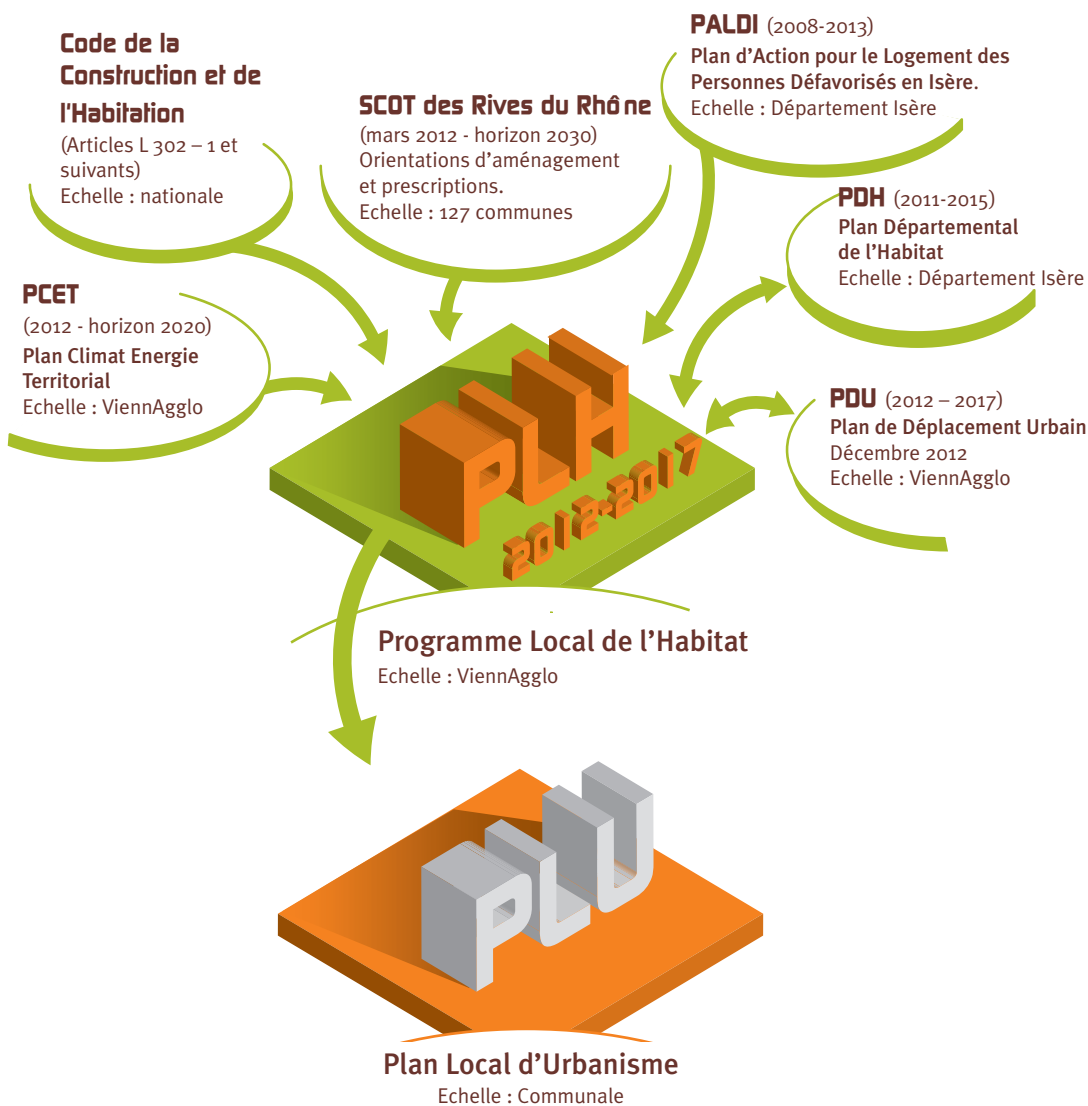 Code de la
Construction et de
l'Habitation
(Articles L 302 – 1 et
suivants)
Echelle : nationale
SCOT des Rives du Rhône
(mars 2012 - horizon 2030)
Orientations d'aménagement
et prescriptions.
Echelle : 127 communes
PALDI (2008-2013)
Plan d'Action pour le Logement des
Personnes Défavorisés en Isère.
Echelle : Département Isère
PDH (2011-2015)
Plan Départemental
de l'Habitat
Echelle : Département Isère
PCET
(2012 - horizon 2020)
Plan Climat Energie
Territorial
Echelle : ViennAgglo
PDU (2012 – 2017)
Plan de Déplacement Urbain
Décembre 2012
Echelle : ViennAgglo
PLH
2012-2017
Programme Local de l'Habitat
Echelle : ViennAgglo
PLU
Plan Local d'Urbanisme
Echelle : Communale